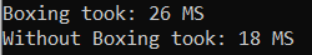 Boxing took: 26 MS
Without Boxing took: 18 MS